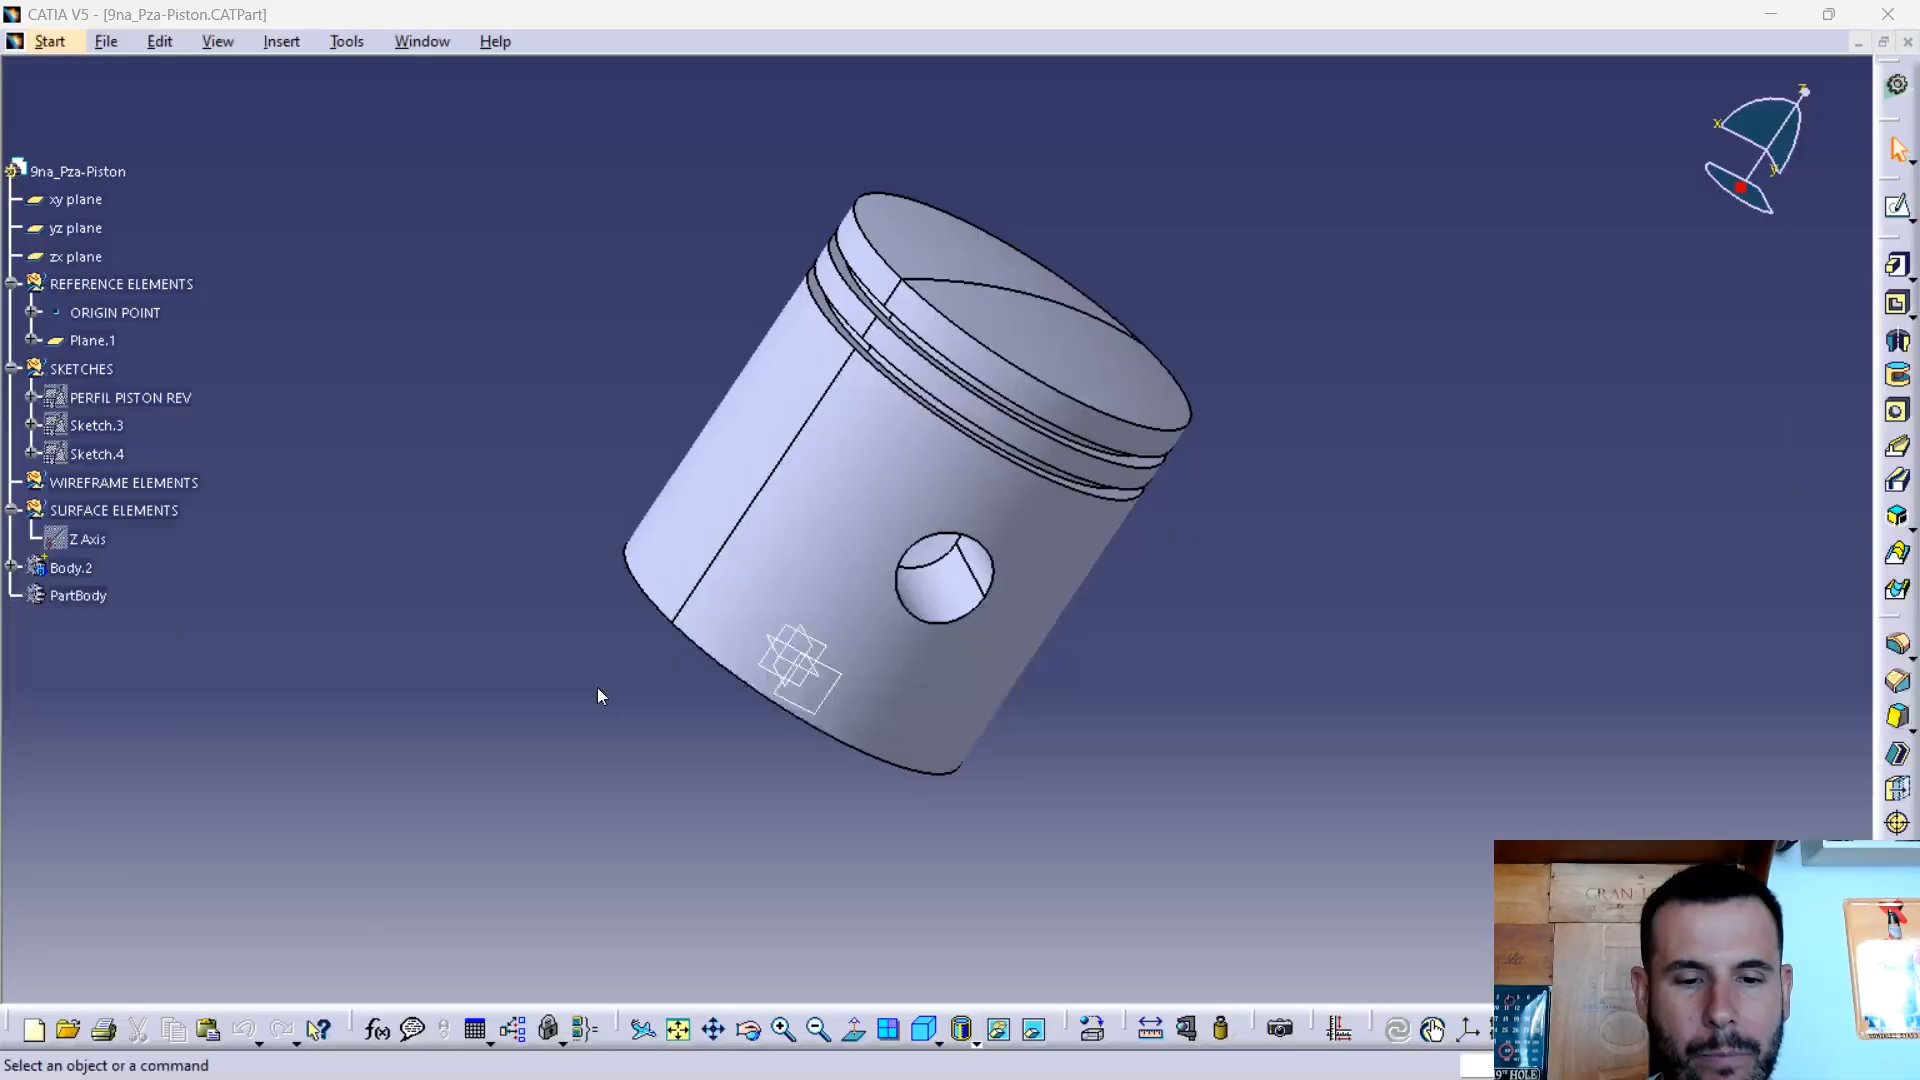 CATIA V5 - [9na_Pza-Piston.CATPart]
Start File Edit View Insert Tools Window Help
z
x
y
9na_Pza-Piston
xy plane
yz plane
zx plane
REFERENCE ELEMENTS
ORIGIN POINT
Plane.1
SKETCHES
PERFIL PISTON REV
Sketch.3
Sketch.4
WIREFRAME ELEMENTS
SURFACE ELEMENTS
Z Axis
Body.2
PartBody
f(x)
Select an object or a command
9TH HOLE